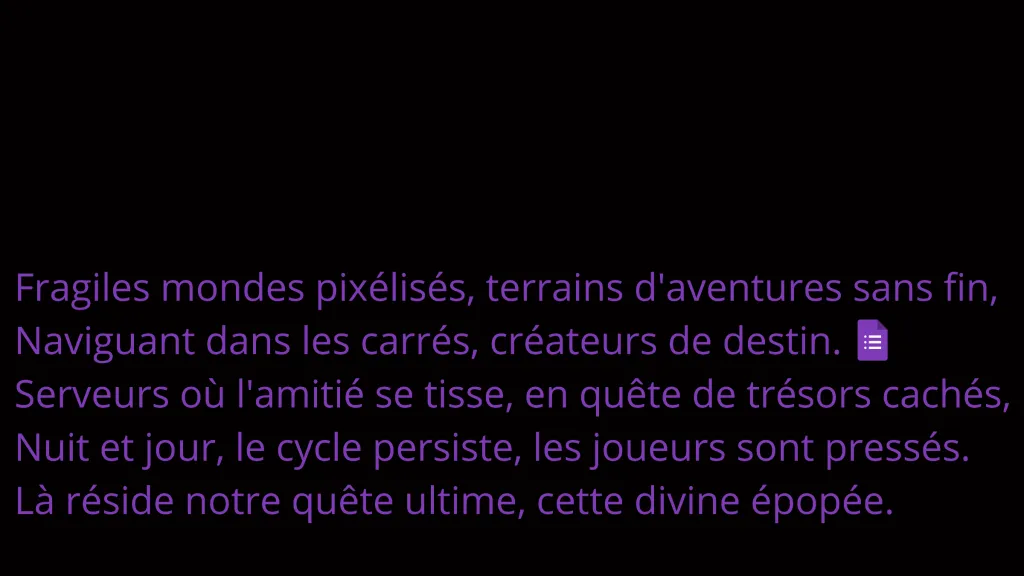 Fragiles mondes pixélisés, terrains d'aventures sans fin,
Naviguant dans les carrés, créateurs de destin.
Serveurs où l'amitié se tisse, en quête de trésors cachés,
Nuit et jour, le cycle persiste, les joueurs sont pressés.
Là réside notre quête ultime, cette divine épopée.